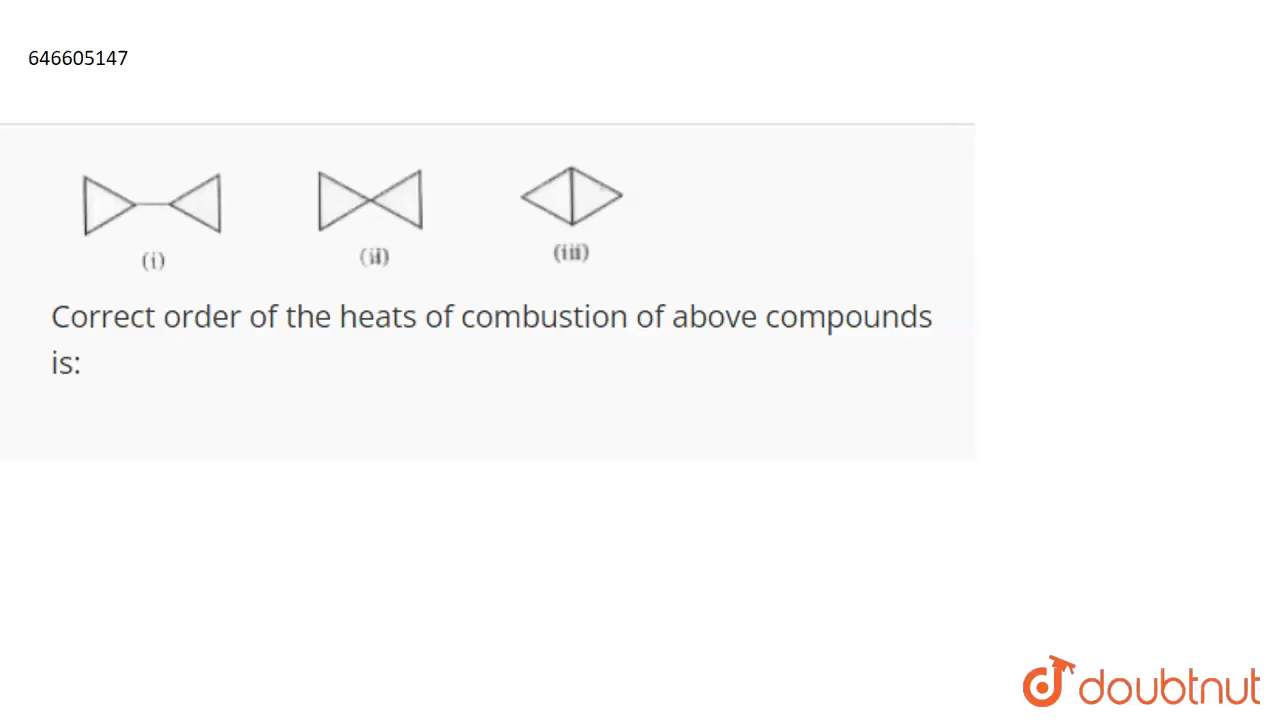 646605147
(i) (ii) (iii)
Correct order of the heats of combustion of above compounds
is:
doubtnut